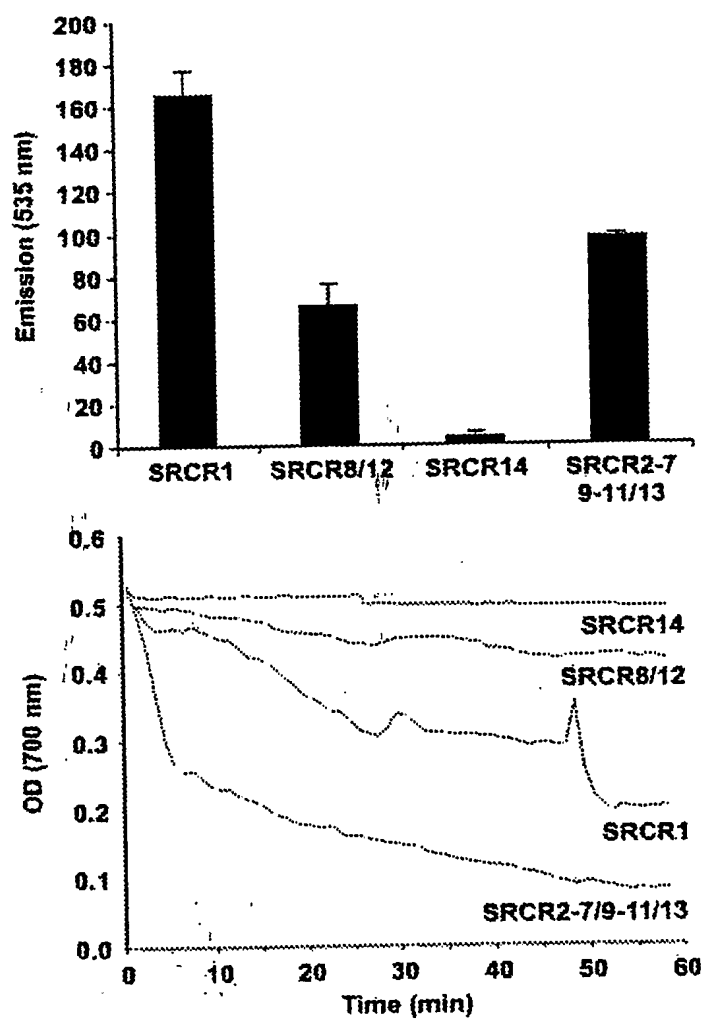 200
180
160
140
120
100
80
60
40
20
0
Emission (535 nm)
SRCR1
SRCR8/12
SRCR14
SRCR2-7
9-11/13
0.6
0.5
0.4
0.3
0.2
0.1
0.0
OD (700 nm)
SRCR14
SRCR8/12
SRCR1
SRCR2-7/9-11/13
0 10 20 30 40 50 60
Time (min)